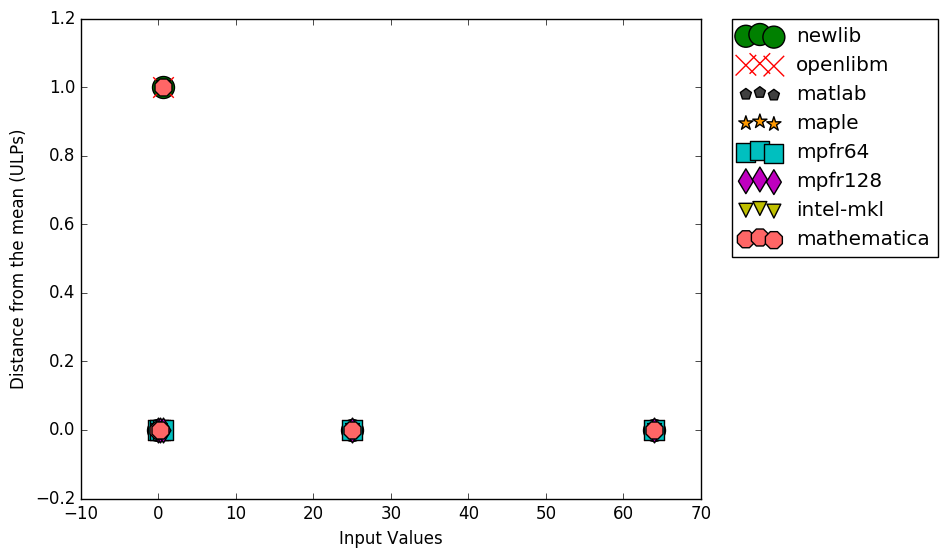 1.2
1.0
0.8
0.6
0.4
0.2
0.0
−0.2
Distance from the mean (ULPs)
−10 0 10 20 30 40 50 60 70
Input Values
newlib
openlibm
matlab
maple
mpfr64
mpfr128
intel-mkl
mathematica